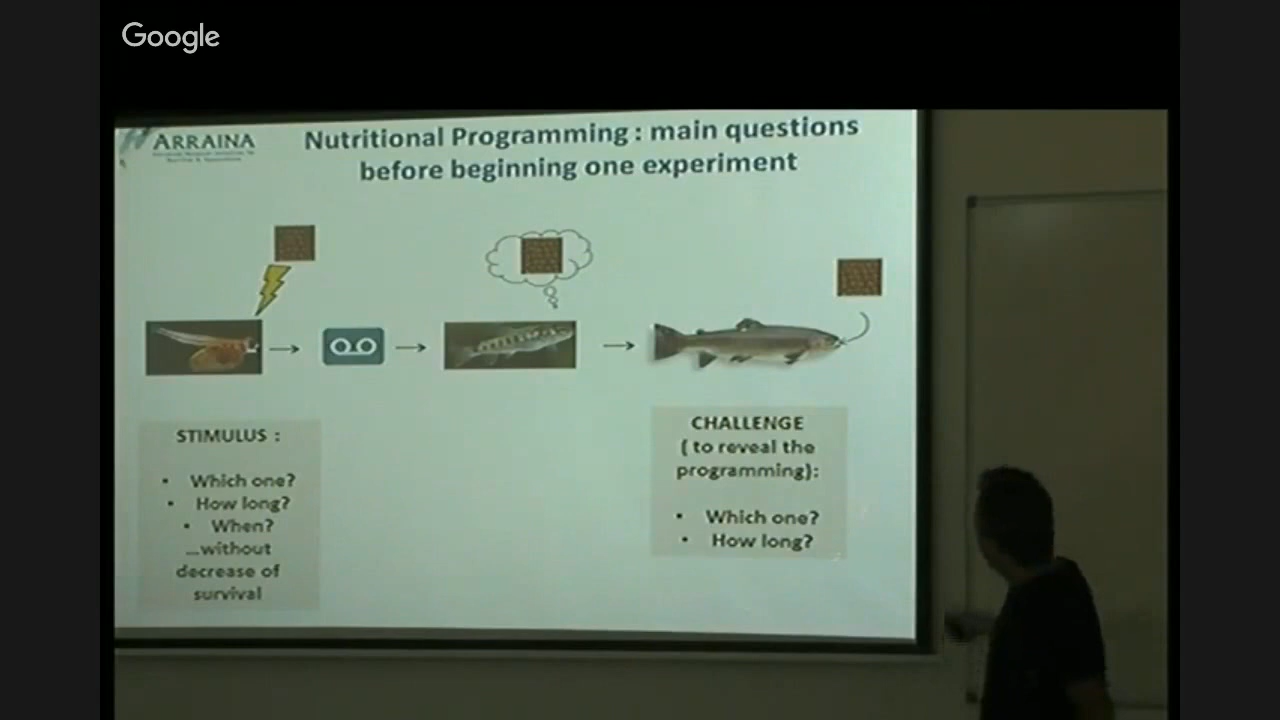 Google
ARRAINA
Nutritional Programming : main questions
before beginning one experiment
STIMULUS :
• Which one?
• How long?
• When?
...without
decrease of
survival
CHALLENGE
( to reveal the
programming):
• Which one?
• How long?